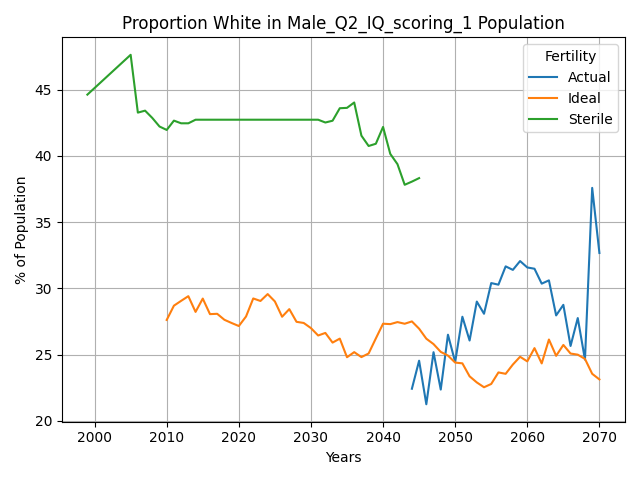 Proportion White in Male_Q2_IQ_scoring_1 Population
% of Population
45
40
35
30
25
20
Fertility
Actual
Ideal
Sterile
2000 2010 2020 2030 2040 2050 2060 2070
Years